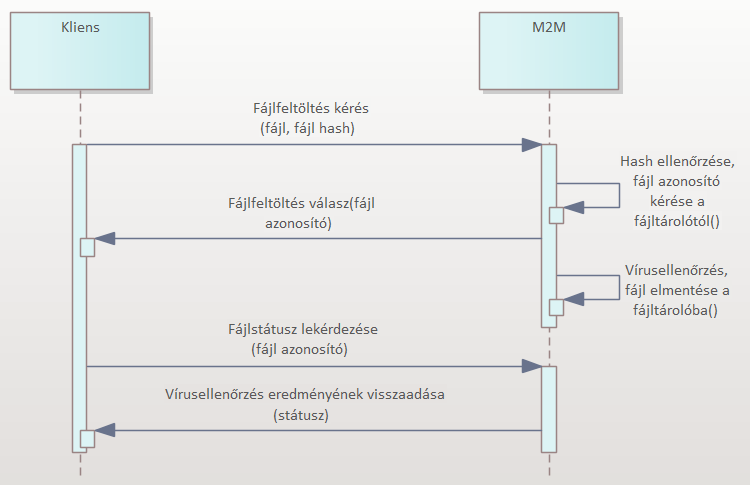 Kliens
M2M
Fájlfeltöltés kérés
(fájl, fájl hash)
Hash ellenőrzése,
fájl azonosító
kérése a
fájltárolótól()
Fájlfeltöltés válasz(fájl
azonosító)
Vírusellenőrzés,
fájl elmentése a
fájltárolóba()
Fájlstátusz lekérdezése
(fájl azonosító)
Vírusellenőrzés eredményének visszaadása
(státusz)